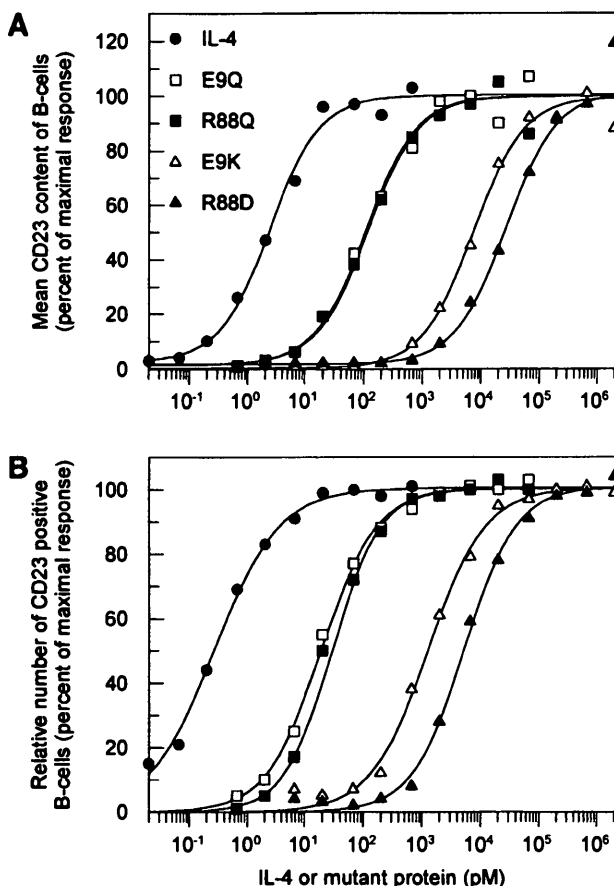 A
Mean CD23 content of B-cells
(percent of maximal response)
120
100
80
60
40
20
0
IL-4
E9Q
R88Q
E9K
R88D
10-1 100 101 102 103 104 105 106
B
Relative number of CD23 positive
B-cells (percent of maximal response)
100
80
60
40
20
0
10-1 100 101 102 103 104 105 106
IL-4 or mutant protein (pM)